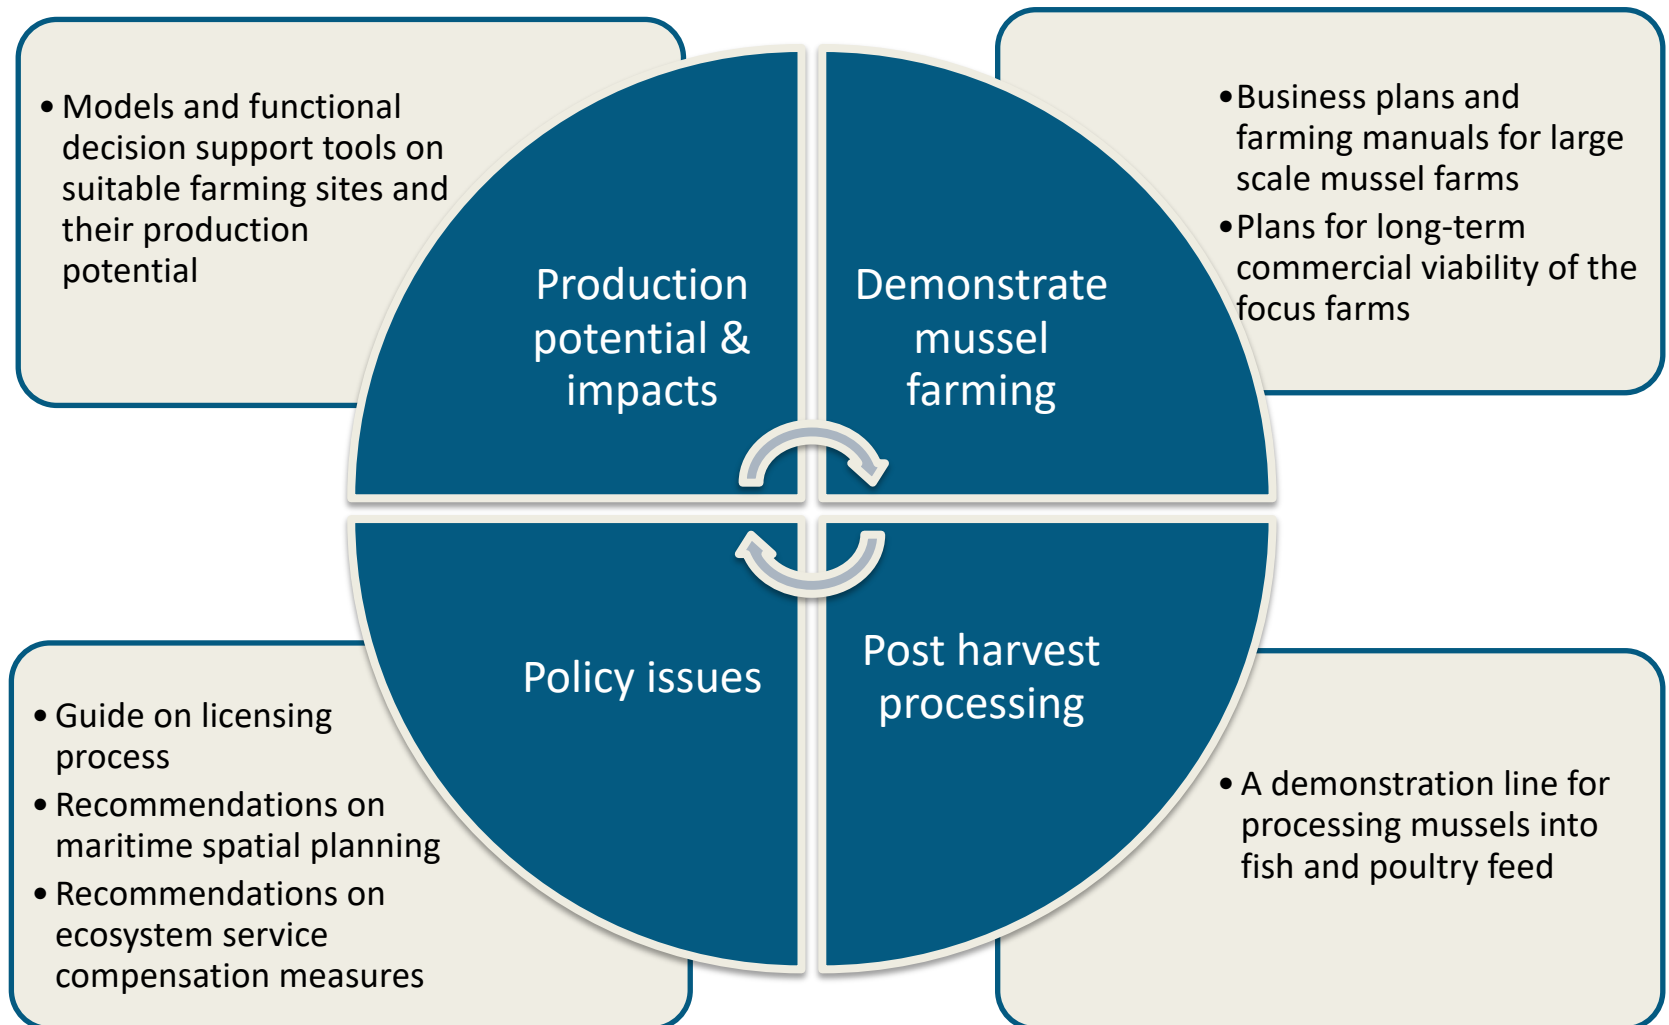 • Models and functional
decision support tools on
suitable farming sites and
their production
potential
Production
potential &
impacts
Demonstrate
mussel
farming
•Business plans and
farming manuals for large
scale mussel farms
•Plans for long-term
commercial viability of the
focus farms
• Guide on licensing
process
• Recommendations on
maritime spatial planning
• Recommendations on
ecosystem service
compensation measures
Policy issues
Post harvest
processing
• A demonstration line for
processing mussels into
fish and poultry feed